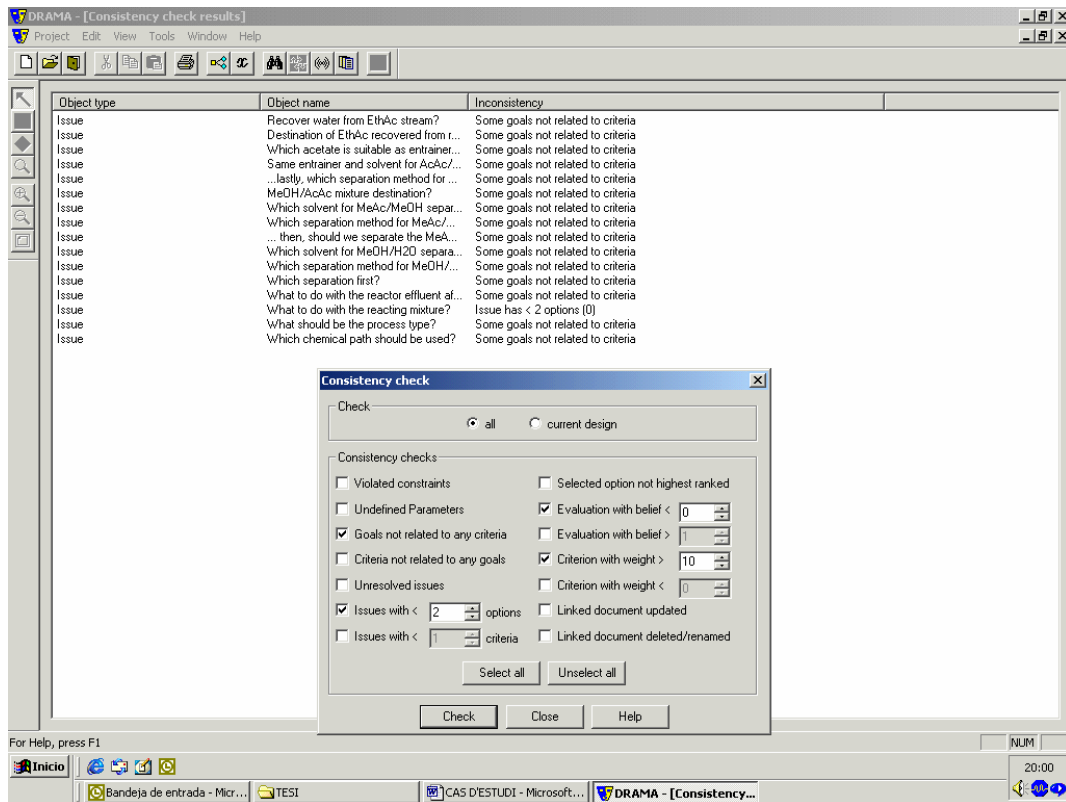 DRAMA - [Consistency check results]
Project Edit View Tools Window Help
Object type Object name Inconsistency
Issue Recover water from EthAc stream? Some goals not related to criteria
Issue Destination of EthAc recovered from r... Some goals not related to criteria
Issue Which acetate is suitable as entrainer... Some goals not related to criteria
Issue Same entrainer and solvent for AcAc/... Some goals not related to criteria
Issue ...lastly, which separation method for ... Some goals not related to criteria
Issue MeOH/AcAc mixture destination? Some goals not related to criteria
Issue Which solvent for MeAc/MeOH separ... Some goals not related to criteria
Issue Which separation method for MeAc/... Some goals not related to criteria
Issue ... then, should we separate the MeA... Some goals not related to criteria
Issue Which solvent for MeOH/H2O separa... Some goals not related to criteria
Issue Which separation method for MeOH/... Some goals not related to criteria
Issue Which separation first? Some goals not related to criteria
Issue What to do with the reactor effluent af... Some goals not related to criteria
Issue What to do with the reacting mixture? Issue has < 2 options (0)
Issue What should be the process type? Some goals not related to criteria
Issue Which chemical path should be used? Some goals not related to criteria
Consistency check
Check
all current design
Consistency checks
Violated constraints Selected option not highest ranked
Undefined Parameters Evaluation with belief < 0
Goals not related to any criteria Evaluation with belief > 1
Criteria not related to any goals Criterion with weight > 10
Unresolved issues Criterion with weight < 0
Issues with < 2 options Linked document updated
Issues with < 1 criteria Linked document deleted/renamed
Select all Unselect all
Check Close Help
For Help, press F1 NUM
Inicio 20:00
Bandeja de entrada - Micr... TESI CAS D'ESTUDI - Microsoft... DRAMA - [Consistency...